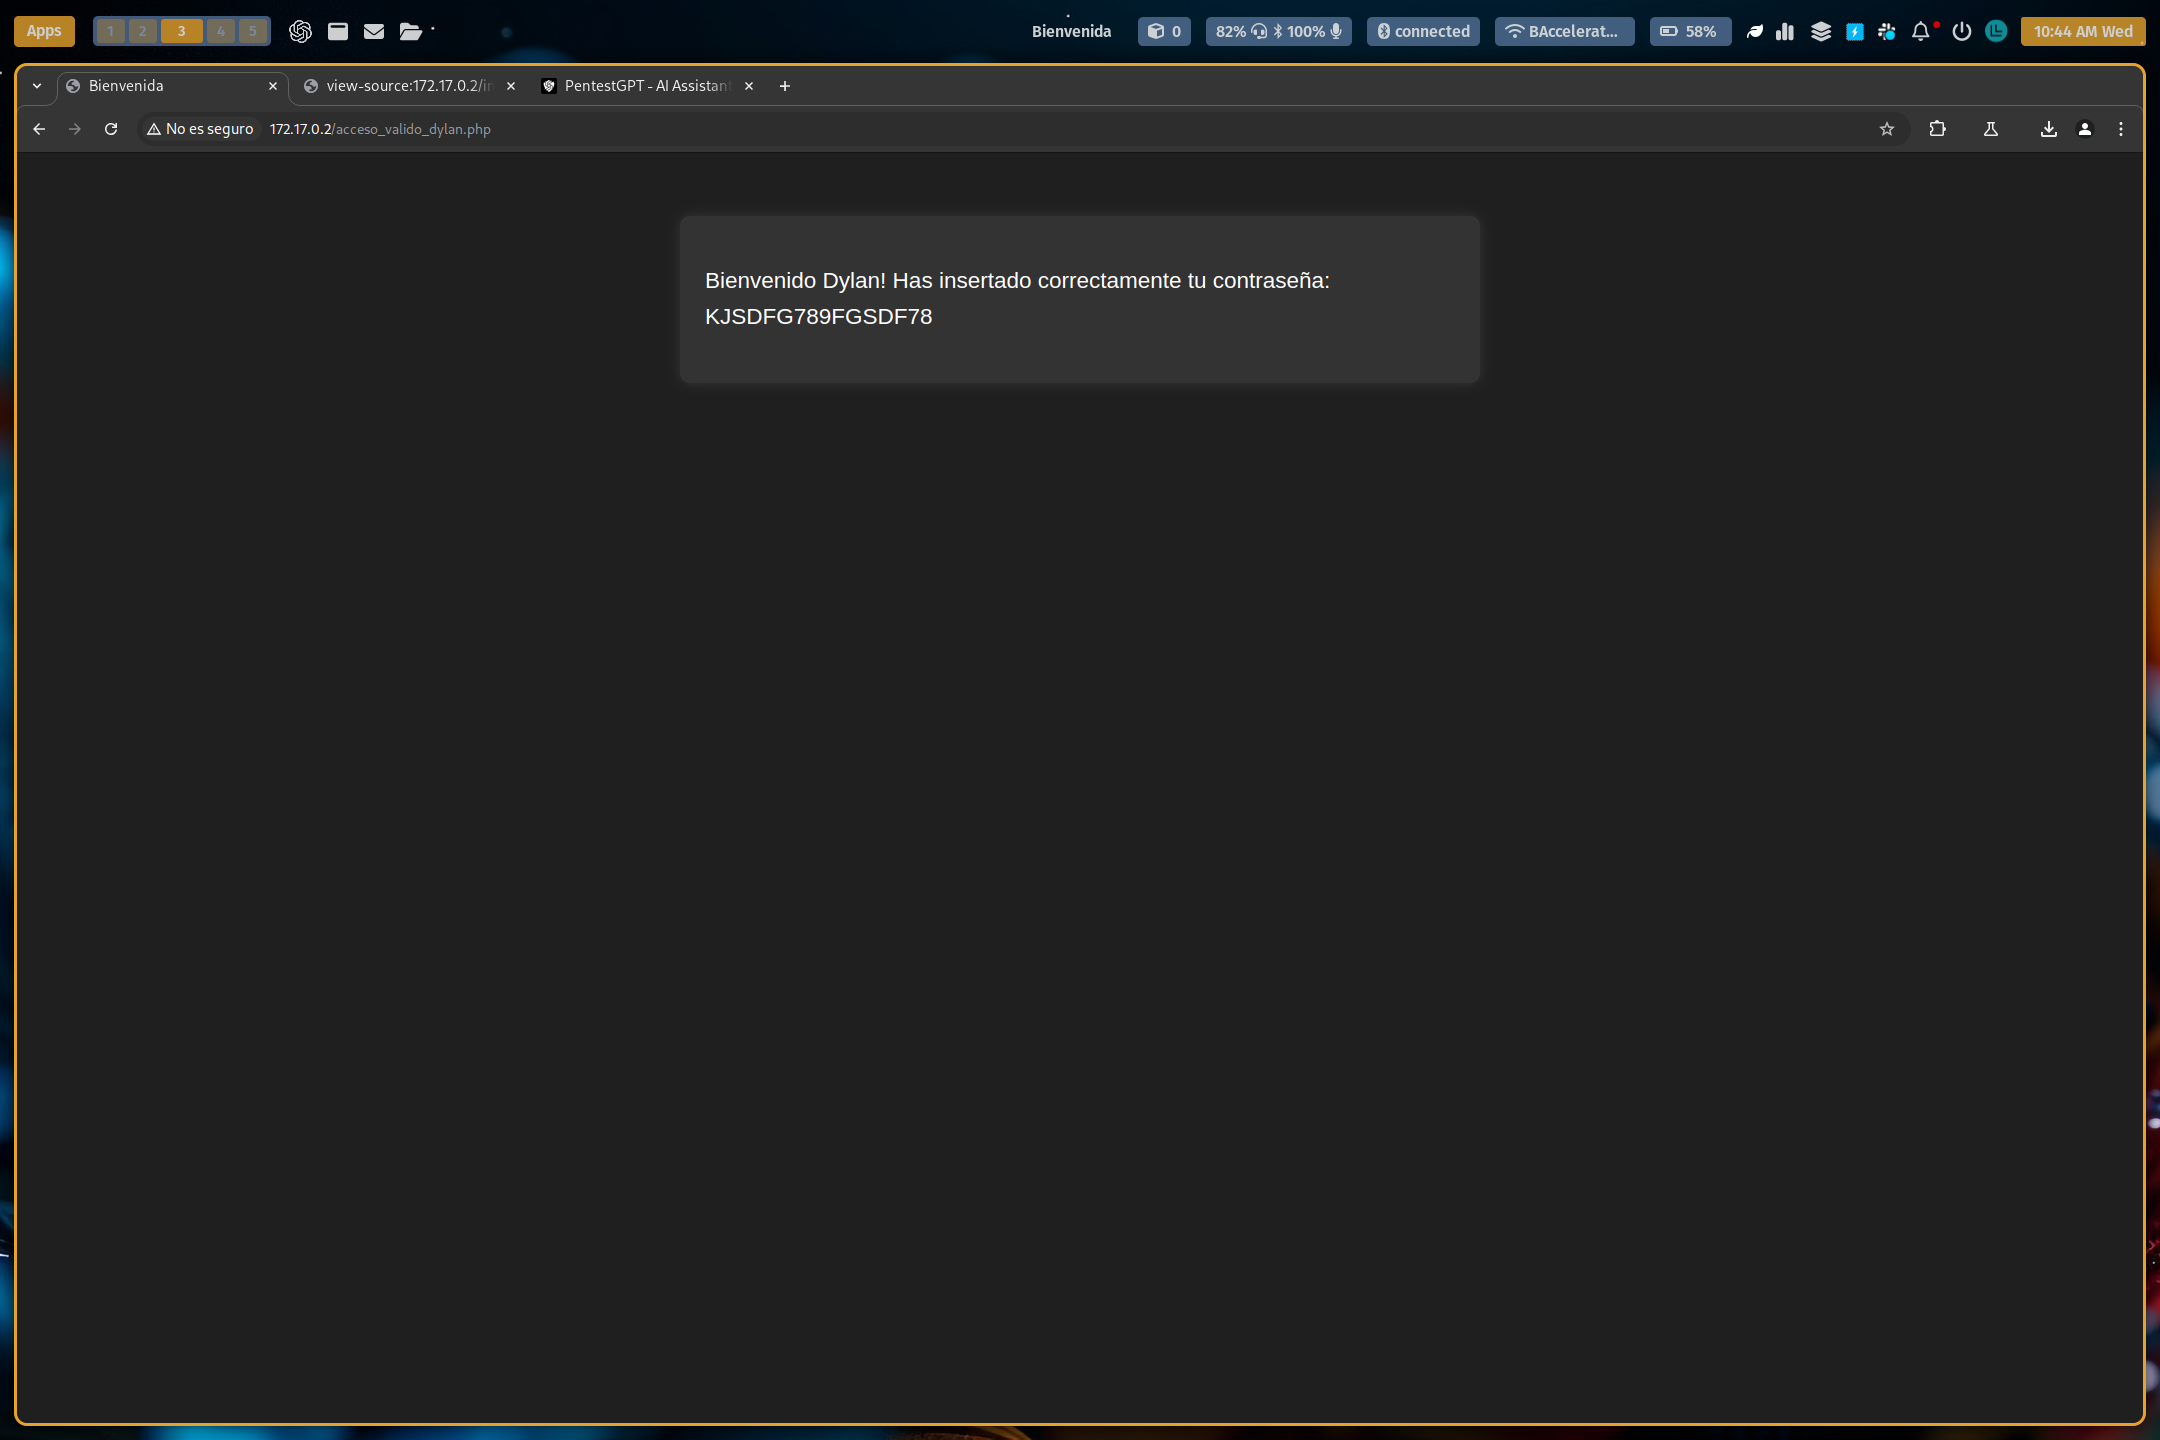 Apps
1 2 3 4 5
Bienvenida
0
82% 100%
connected
BAccelerat...
58%
10:44 AM Wed
Bienvenida
view-source:172.17.0.2/in
PentestGPT - AI Assistant
No es seguro
172.17.0.2/acceso_valido_dylan.php
Bienvenido Dylan! Has insertado correctamente tu contraseña:
KJSDFG789FGSDF78